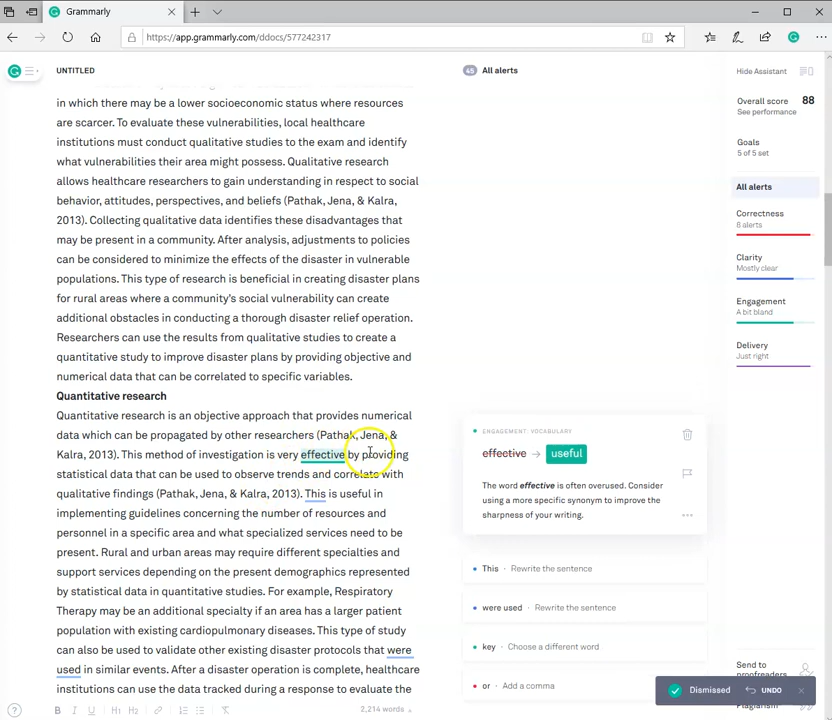 Grammarly
https://app.grammarly.com/ddocs/577242317
UNTITLED
in which there may be a lower socioeconomic status where resources
are scarcer. To evaluate these vulnerabilities, local healthcare
institutions must conduct qualitative studies to the exam and identify
what vulnerabilities their area might possess. Qualitative research
allows healthcare researchers to gain understanding in respect to social
behavior, attitudes, perspectives, and beliefs (Pathak, Jena, & Kalra,
2013). Collecting qualitative data identifies these disadvantages that
may be present in a community. After analysis, adjustments to policies
can be considered to minimize the effects of the disaster in vulnerable
populations. This type of research is beneficial in creating disaster plans
for rural areas where a community's social vulnerability can create
additional obstacles in conducting a thorough disaster relief operation.
Researchers can use the results from qualitative studies to create a
quantitative study to improve disaster plans by providing objective and
numerical data that can be correlated to specific variables.
Quantitative research
Quantitative research is an objective approach that provides numerical
data which can be propagated by other researchers (Pathak, Jena, &
Kalra, 2013). This method of investigation is very effective by providing
statistical data that can be used to observe trends and correlate with
qualitative findings (Pathak, Jena, & Kalra, 2013). This is useful in
implementing guidelines concerning the number of resources and
personnel in a specific area and what specialized services need to be
present. Rural and urban areas may require different specialties and
support services depending on the present demographics represented
by statistical data in quantitative studies. For example, Respiratory
Therapy may be an additional specialty if an area has a larger patient
population with existing cardiopulmonary diseases. This type of study
can also be used to validate other existing disaster protocols that were
used in similar events. After a disaster operation is complete, healthcare
institutions can use the data tracked during a response to evaluate the
B I U H1 H2
2,214 words
45 All alerts
ENGAGEMENT: VOCABULARY
effective → useful
The word effective is often overused. Consider
using a more specific synonym to improve the
sharpness of your writing.
This · Rewrite the sentence
were used · Rewrite the sentence
key · Choose a different word
or · Add a comma
Hide Assistant
Overall score 88
See performance
Goals
5 of 5 set
All alerts
Correctness
8 alerts
Clarity
Mostly clear
Engagement
A bit bland
Delivery
Just right
Send to
proofreaders
Dismissed UNDO
Plagiarism